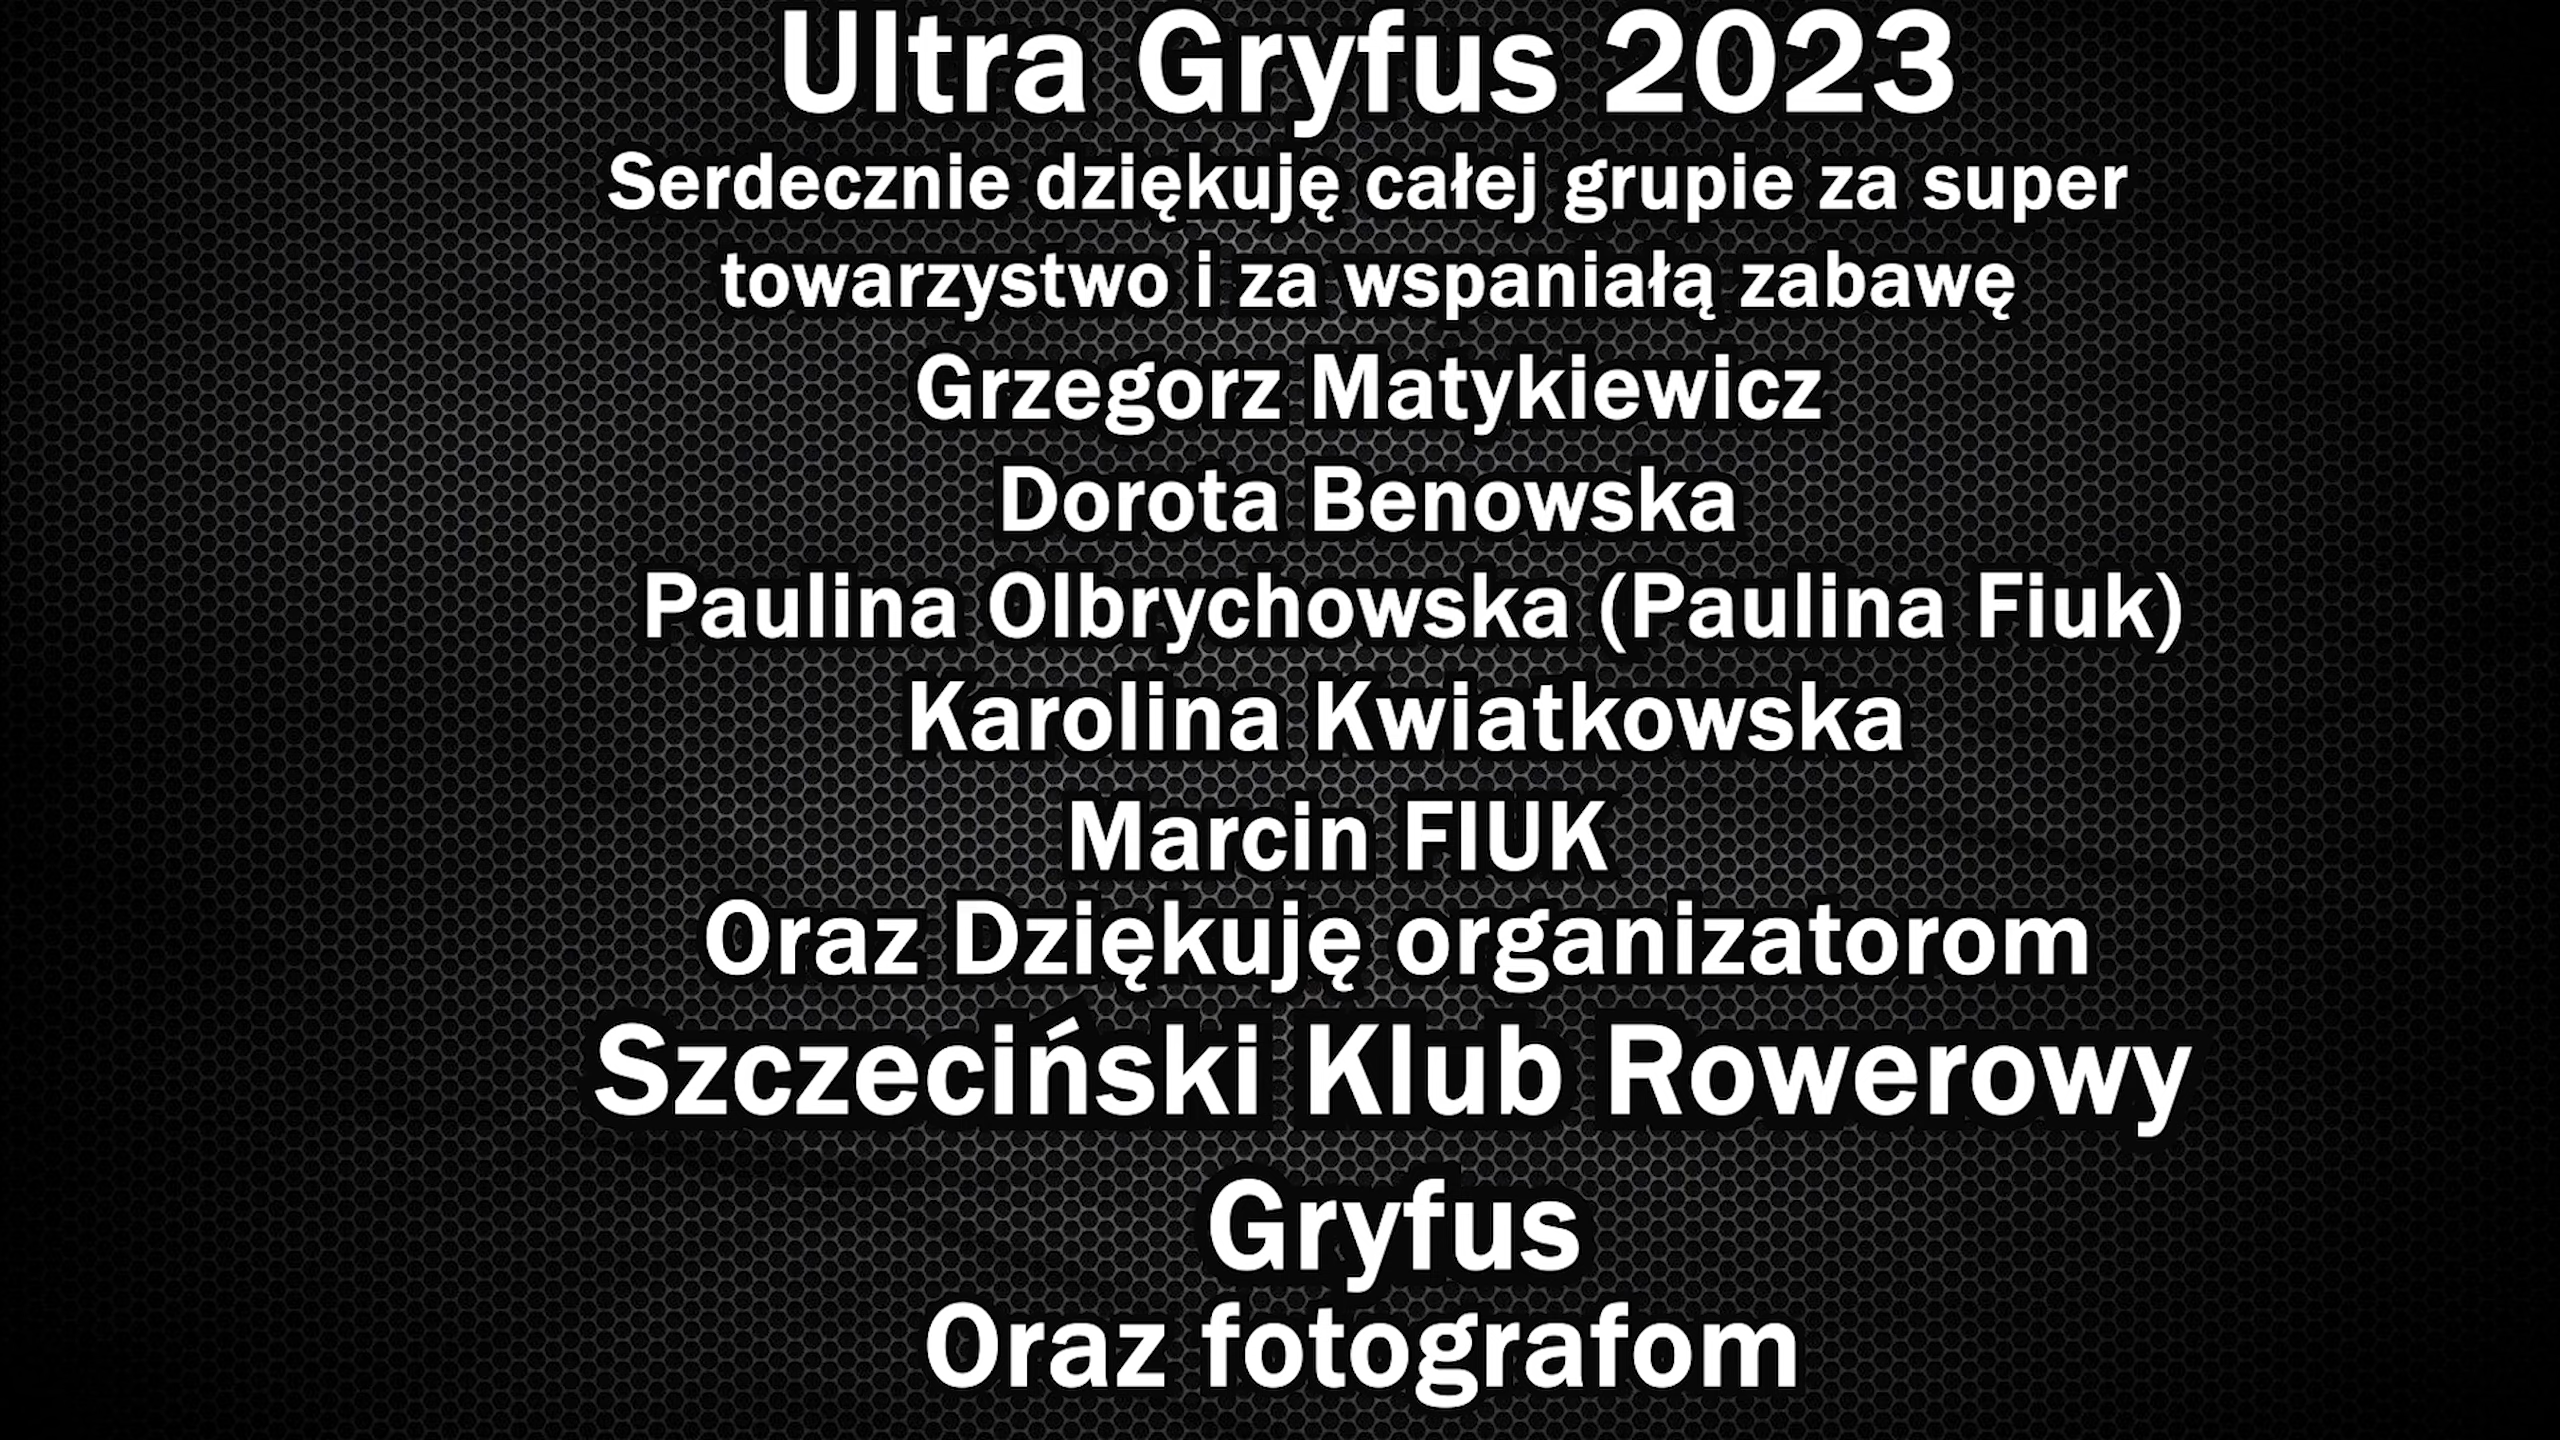 Ultra Gryfus 2023
Serdecznie dziękuję całej grupie za super
towarzystwo i za wspaniałą zabawę
Grzegorz Matykiewicz
Dorota Benowska
Paulina Olbrychowska (Paulina Fiuk)
Karolina Kwiatkowska
Marcin FIUK
Oraz Dziękuję organizatorom
Szczeciński Klub Rowerowy
Gryfus
Oraz fotografom